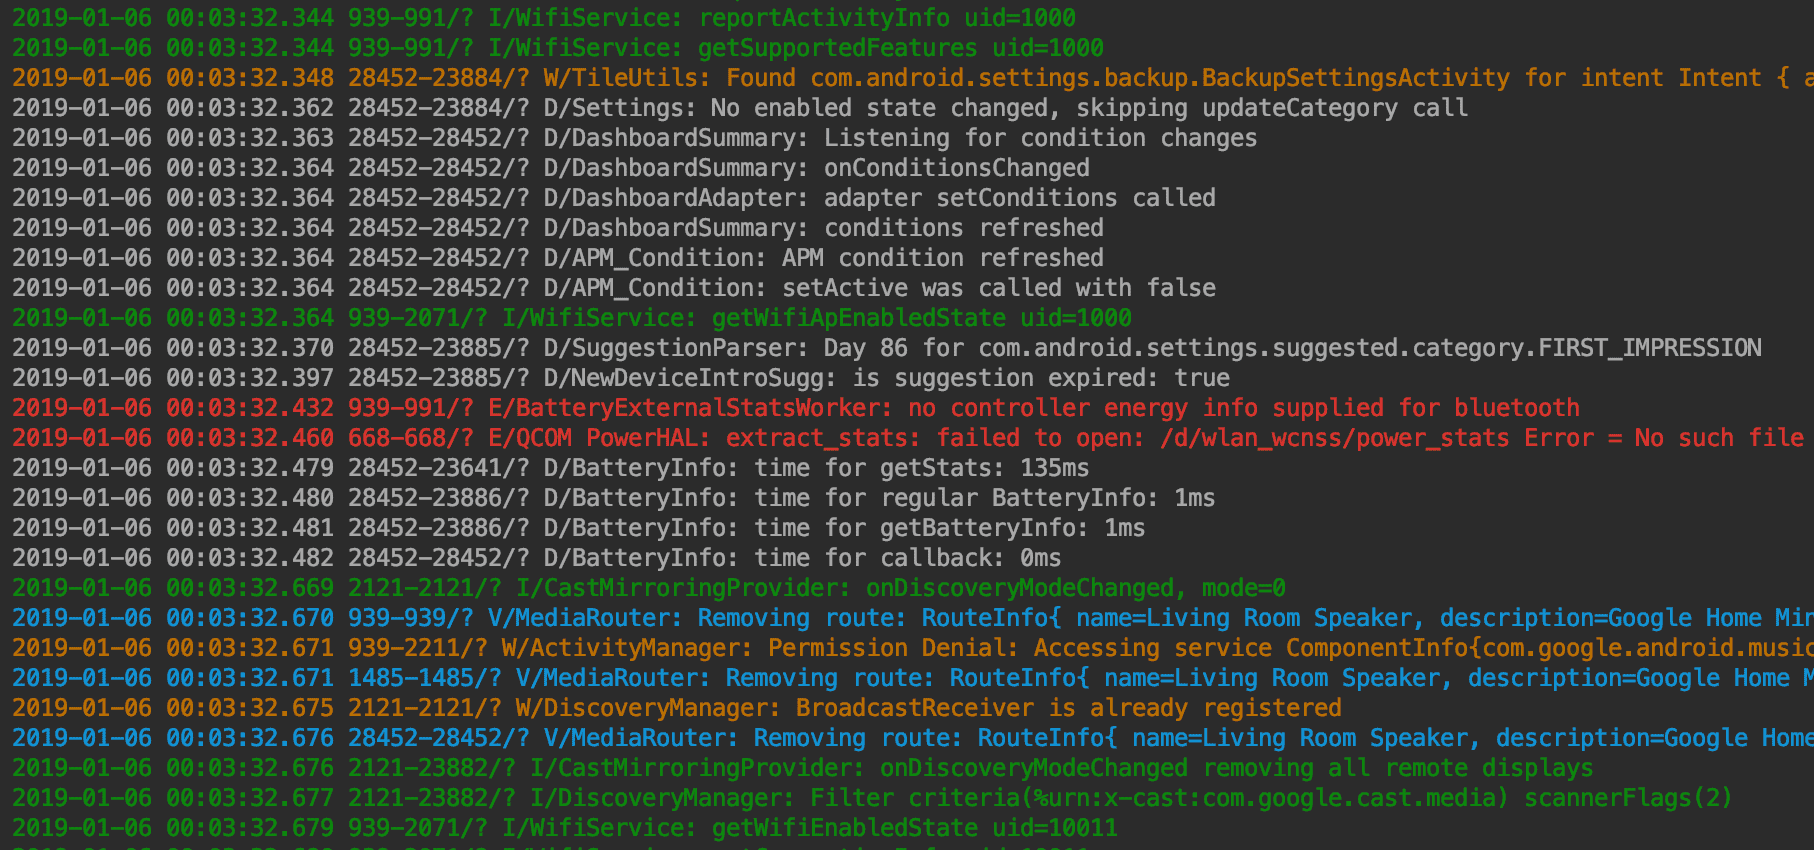 2019-01-06 00:03:32.344 939-991/? I/WifiService: reportActivityInfo uid=1000
2019-01-06 00:03:32.344 939-991/? I/WifiService: getSupportedFeatures uid=1000
2019-01-06 00:03:32.348 28452-23884/? W/TileUtils: Found com.android.settings.backup.BackupSettingsActivity for intent Intent { a
2019-01-06 00:03:32.362 28452-23884/? D/Settings: No enabled state changed, skipping updateCategory call
2019-01-06 00:03:32.363 28452-28452/? D/DashboardSummary: Listening for condition changes
2019-01-06 00:03:32.364 28452-28452/? D/DashboardSummary: onConditionsChanged
2019-01-06 00:03:32.364 28452-28452/? D/DashboardAdapter: adapter setConditions called
2019-01-06 00:03:32.364 28452-28452/? D/DashboardSummary: conditions refreshed
2019-01-06 00:03:32.364 28452-28452/? D/APM_Condition: APM condition refreshed
2019-01-06 00:03:32.364 28452-28452/? D/APM_Condition: setActive was called with false
2019-01-06 00:03:32.364 939-2071/? I/WifiService: getWifiApEnabledState uid=1000
2019-01-06 00:03:32.370 28452-23885/? D/SuggestionParser: Day 86 for com.android.settings.suggested.category.FIRST_IMPRESSION
2019-01-06 00:03:32.397 28452-23885/? D/NewDeviceIntroSugg: is suggestion expired: true
2019-01-06 00:03:32.432 939-991/? E/BatteryExternalStatsWorker: no controller energy info supplied for bluetooth
2019-01-06 00:03:32.460 668-668/? E/QCOM PowerHAL: extract_stats: failed to open: /d/wlan_wcnss/power_stats Error = No such file
2019-01-06 00:03:32.479 28452-23641/? D/BatteryInfo: time for getStats: 135ms
2019-01-06 00:03:32.480 28452-23886/? D/BatteryInfo: time for regular BatteryInfo: 1ms
2019-01-06 00:03:32.481 28452-23886/? D/BatteryInfo: time for getBatteryInfo: 1ms
2019-01-06 00:03:32.482 28452-28452/? D/BatteryInfo: time for callback: 0ms
2019-01-06 00:03:32.669 2121-2121/? I/CastMirroringProvider: onDiscoveryModeChanged, mode=0
2019-01-06 00:03:32.670 939-939/? V/MediaRouter: Removing route: RouteInfo{ name=Living Room Speaker, description=Google Home Min
2019-01-06 00:03:32.671 939-2211/? W/ActivityManager: Permission Denial: Accessing service ComponentInfo{com.google.android.music
2019-01-06 00:03:32.671 1485-1485/? V/MediaRouter: Removing route: RouteInfo{ name=Living Room Speaker, description=Google Home M
2019-01-06 00:03:32.675 2121-2121/? W/DiscoveryManager: BroadcastReceiver is already registered
2019-01-06 00:03:32.676 28452-28452/? V/MediaRouter: Removing route: RouteInfo{ name=Living Room Speaker, description=Google Home
2019-01-06 00:03:32.676 2121-23882/? I/CastMirroringProvider: onDiscoveryModeChanged removing all remote displays
2019-01-06 00:03:32.677 2121-23882/? I/DiscoveryManager: Filter criteria(%urn:x-cast:com.google.cast.media) scannerFlags(2)
2019-01-06 00:03:32.679 939-2071/? I/WifiService: getWifiEnabledState uid=10011